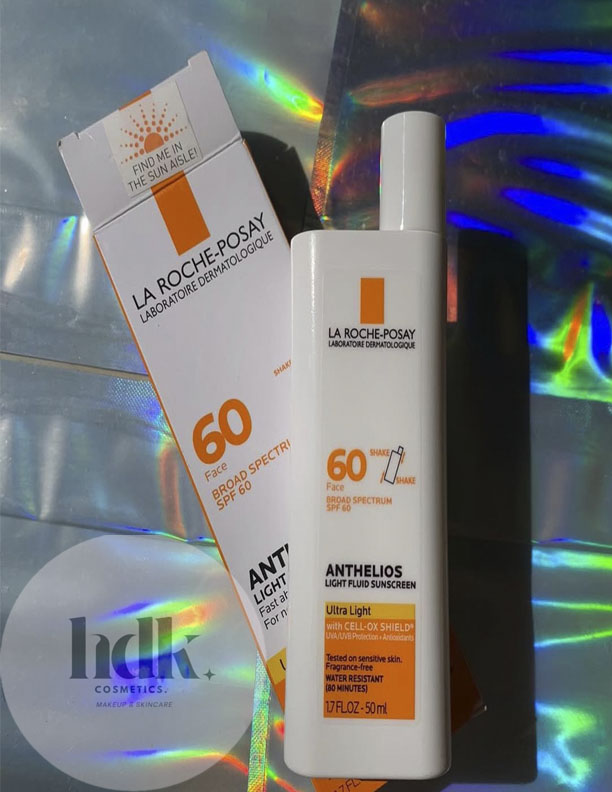 FIND ME IN
THE SUN AISLE!
LA ROCHE-POSAY
LABORATOIRE DERMATOLOGIQUE
SHAKE
60
Face
BROAD SPECTRU
SPF 60
ANTH
LIGHT
Fast ab
For n
LA ROCHE-POSAY
LABORATOIRE DERMATOLOGIQUE
60
Face
SHAKE
SHAKE
BROAD SPECTRUM
SPF 60
ANTHELIOS
LIGHT FLUID SUNSCREEN
Ultra Light
with CELL-OX SHIELD®
UVA/UVB Protection + Antioxidants
Tested on sensitive skin.
Fragrance-free
WATER RESISTANT
(80 MINUTES)
1.7 FL.OZ - 50 ml
hdk.
COSMETICS.
MAKEUP & SKINCARE